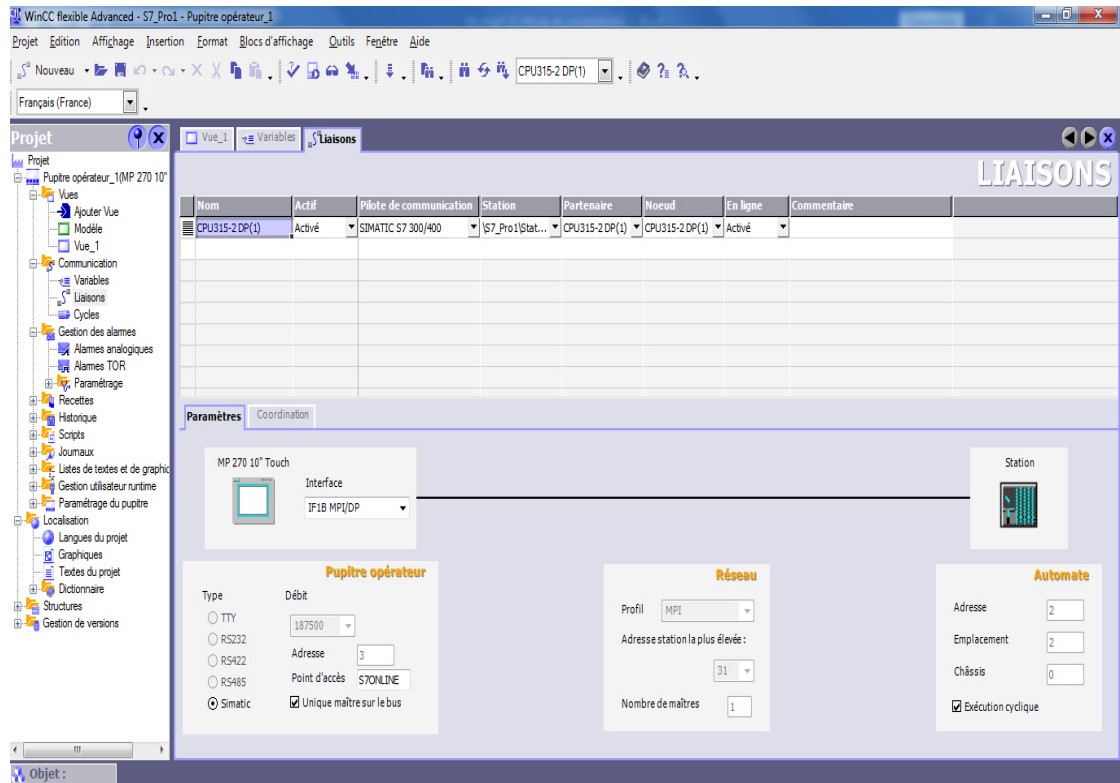 WinCC flexible Advanced - S7_Pro1 - Pupitre opérateur_1
Projet Edition Affichage Insertion Format Blocs d'affichage Outils Fenêtre Aide
Nouveau CPU315-2 DP(1)
Français (France)
Projet
Projet
Pupitre opérateur_1(MP 270 10"
Vues
Ajouter Vue
Modèle
Vue_1
Communication
Variables
Liaisons
Cycles
Gestion des alarmes
Alarmes analogiques
Alarmes TOR
Paramétrage
Recettes
Historique
Scripts
Journaux
Listes de textes et de graphic
Gestion utilisateur runtime
Paramétrage du pupitre
Localisation
Langues du projet
Graphiques
Textes du projet
Dictionnaire
Structures
Gestion de versions
Vue_1 Variables Liaisons
LIAISONS
Nom Actif Pilote de communication Station Partenaire Noeud En ligne Commentaire
CPU315-2 DP(1) Activé SIMATIC S7 300/400 \S7_Pro1\Stat... CPU315-2 DP(1) CPU315-2 DP(1) Activé
Paramètres Coordination
MP 270 10" Touch
Interface
IF1B MPI/DP
Station
Pupitre opérateur
Type Débit
TTY
RS232
RS422
RS485
Simatic
187500
Adresse 3
Point d'accès S7ONLINE
Unique maître sur le bus
Réseau
Profil MPI
Adresse station la plus élevée :
31
Nombre de maîtres 1
Automate
Adresse 2
Emplacement 2
Châssis 0
Exécution cyclique
Objet :